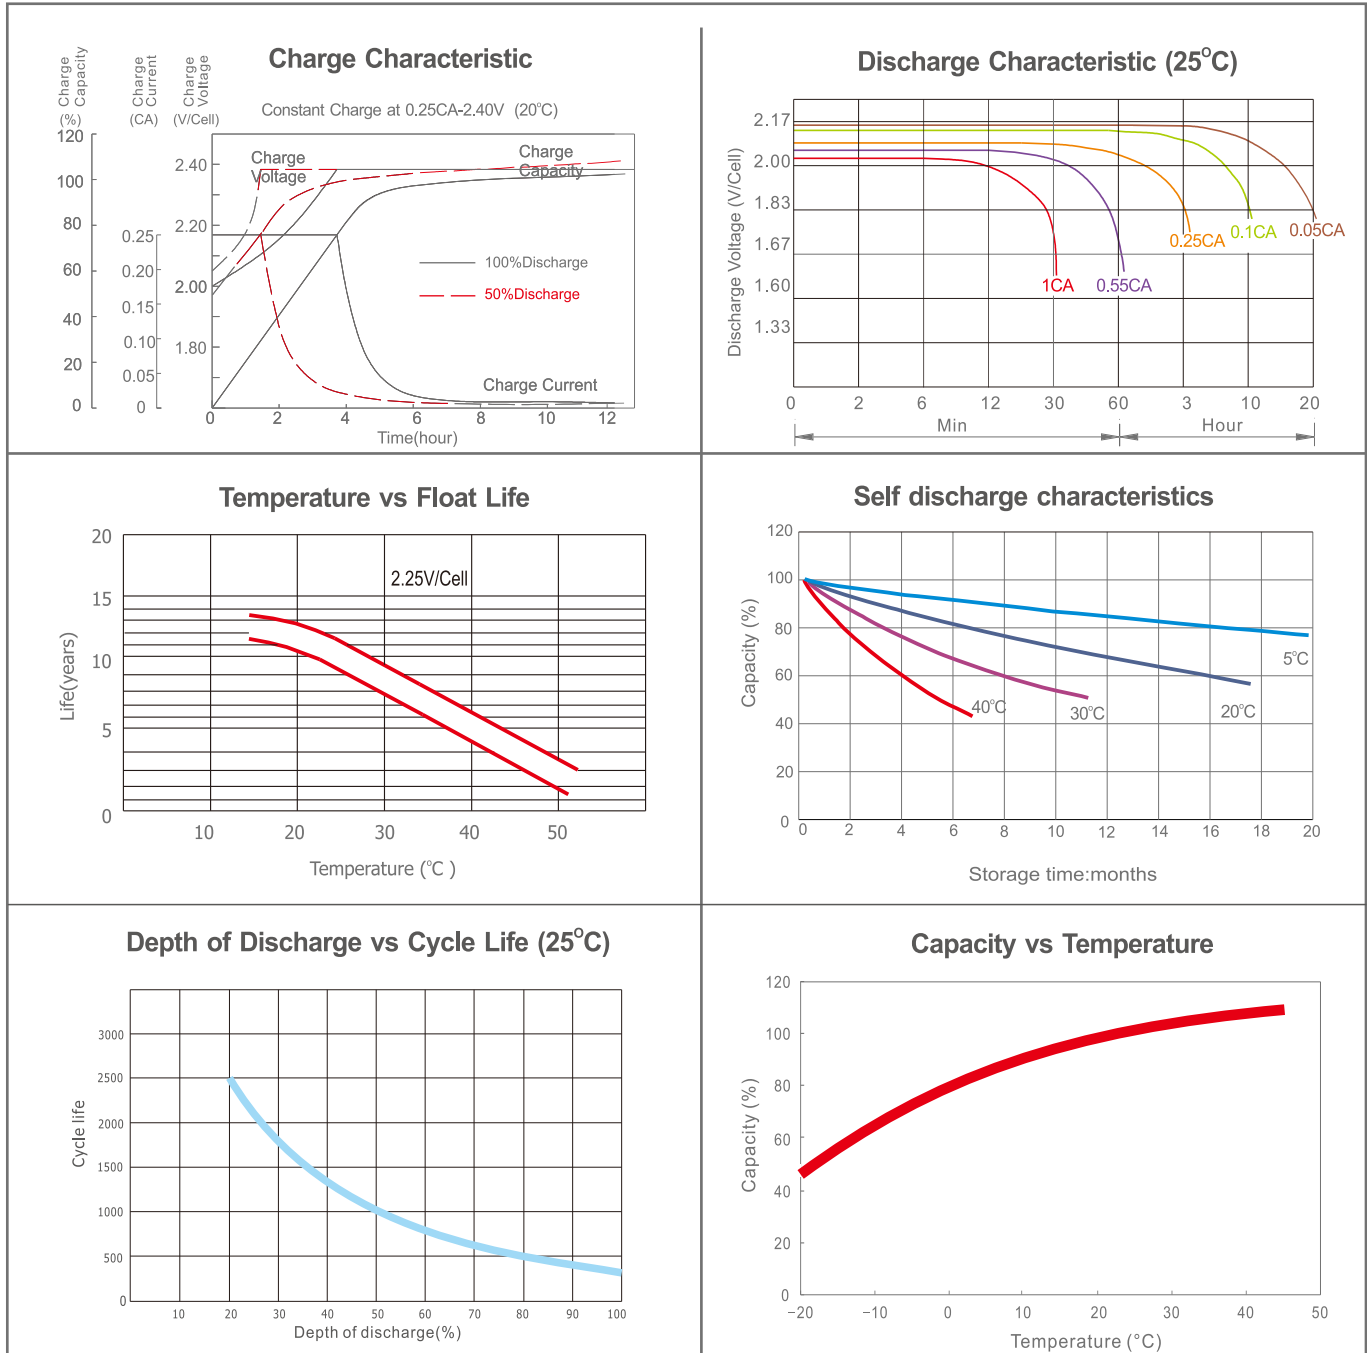 Charge Characteristic
Constant Charge at 0.25CA-2.40V (20°C)
Charge Capacity (%)
Charge Current (CA)
Charge Voltage (V/Cell)
120
100
80
60
40
20
0
0.25
0.20
0.15
0.10
0.05
0
2.40
2.20
2.00
1.80
Charge
Voltage
Charge
Capacity
100%Discharge
50%Discharge
Charge Current
0 2 4 6 8 10 12
Time(hour)
Discharge Characteristic (25°C)
Discharge Voltage (V/Cell)
2.17
2.00
1.83
1.67
1.60
1.33
1CA 0.55CA 0.25CA 0.1CA 0.05CA
0 2 6 12 30 60 3 10 20
Min Hour
Temperature vs Float Life
Life(years)
20
15
10
5
0
2.25V/Cell
10 20 30 40 50
Temperature (°C )
Self discharge characteristics
Capacity (%)
120
100
80
60
40
20
0
40°C 30°C 20°C 5°C
0 2 4 6 8 10 12 14 16 18 20
Storage time:months
Depth of Discharge vs Cycle Life (25°C)
Cycle life
3000
2500
2000
1500
1000
500
0
10 20 30 40 50 60 70 80 90 100
Depth of discharge(%)
Capacity vs Temperature
Capacity (%)
120
100
80
60
40
20
0
−20 −10 0 10 20 30 40 50
Temperature (°C)